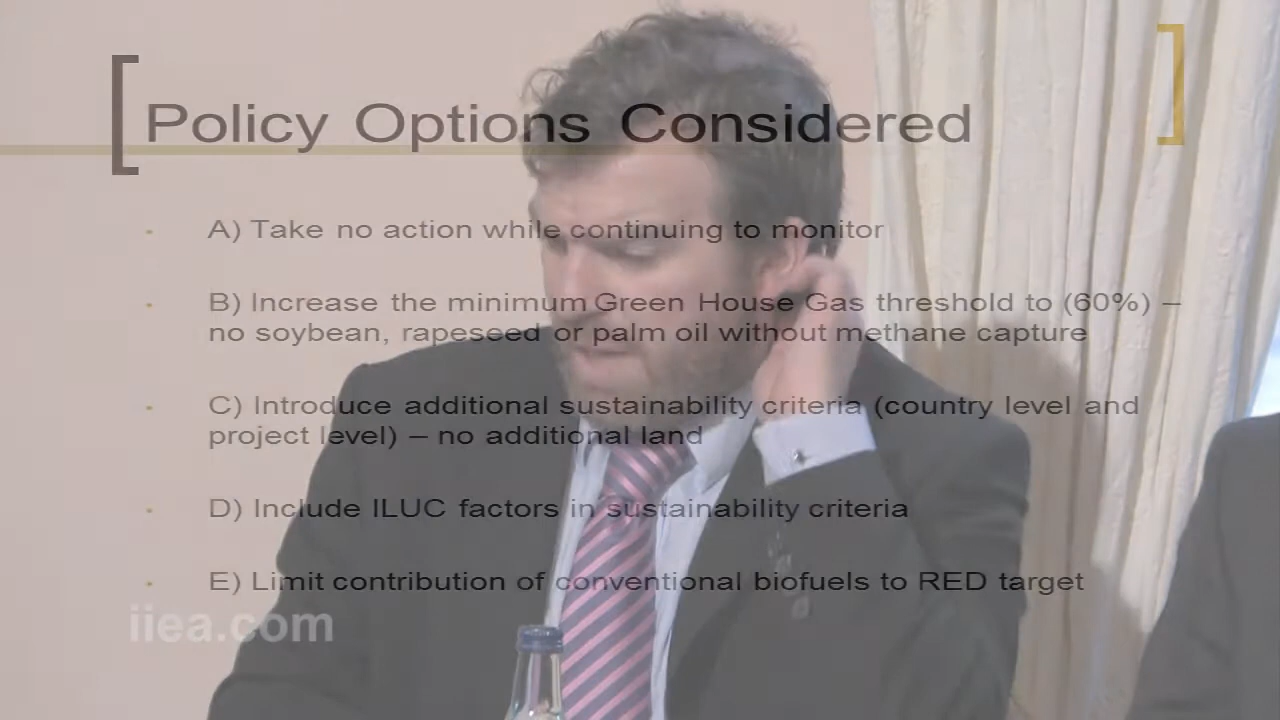 Policy Options Considered
A) Take no action while continuing to monitor
B) Increase the minimum Green House Gas threshold to (60%) –
no soybean, rapeseed or palm oil without methane capture
C) Introduce additional sustainability criteria (country level and
project level) – no additional land
D) Include ILUC factors in sustainability criteria
E) Limit contribution of conventional biofuels to RED target
iiea.com